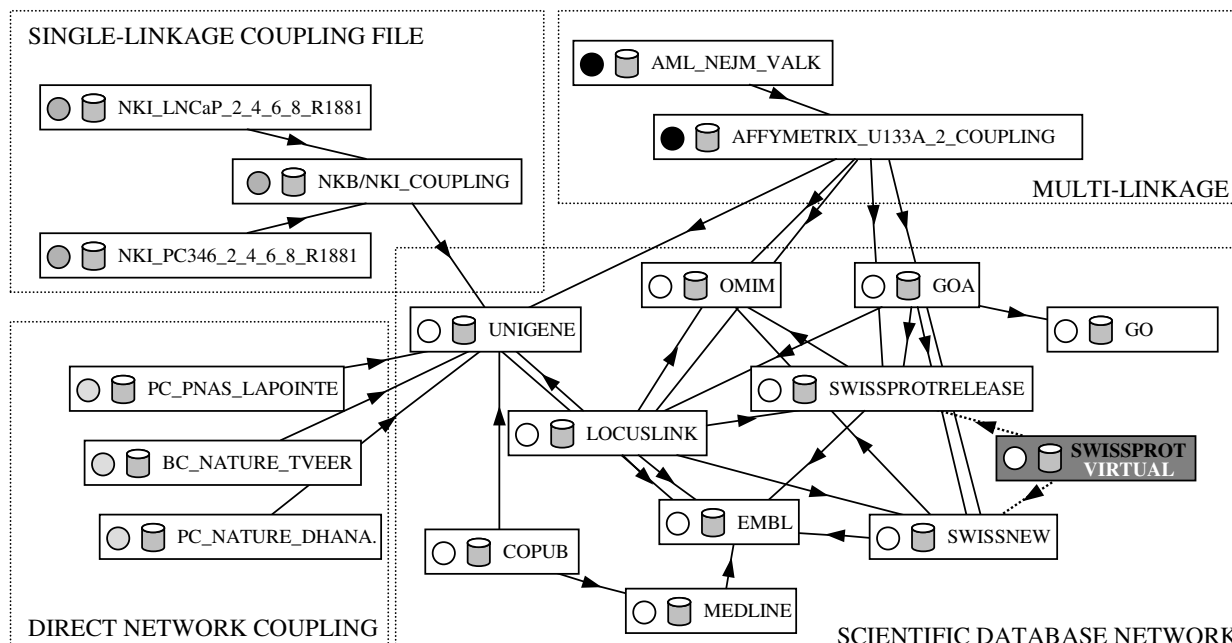 SINGLE-LINKAGE COUPLING FILE
NKI_LNCaP_2_4_6_8_R1881
NKB/NKI_COUPLING
NKI_PC346_2_4_6_8_R1881
AML_NEJM_VALK
AFFYMETRIX_U133A_2_COUPLING
MULTI-LINKAGE
OMIM
GOA
GO
UNIGENE
PC_PNAS_LAPOINTE
SWISSPROTRELEASE
LOCUSLINK
BC_NATURE_TVEER
SWISSPROT
VIRTUAL
PC_NATURE_DHANA.
EMBL
SWISSNEW
COPUB
MEDLINE
DIRECT NETWORK COUPLING
SCIENTIFIC DATABASE NETWORK